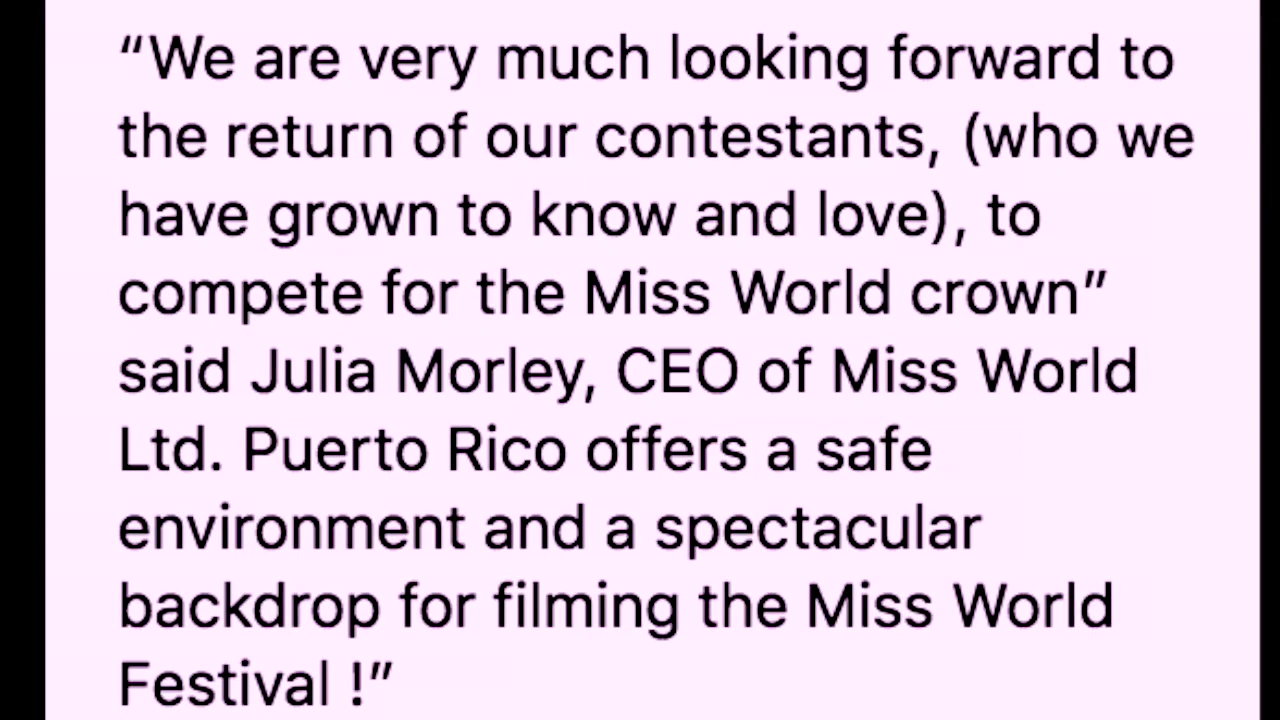 “We are very much looking forward to
the return of our contestants, (who we
have grown to know and love), to
compete for the Miss World crown”
said Julia Morley, CEO of Miss World
Ltd. Puerto Rico offers a safe
environment and a spectacular
backdrop for filming the Miss World
Festival !”